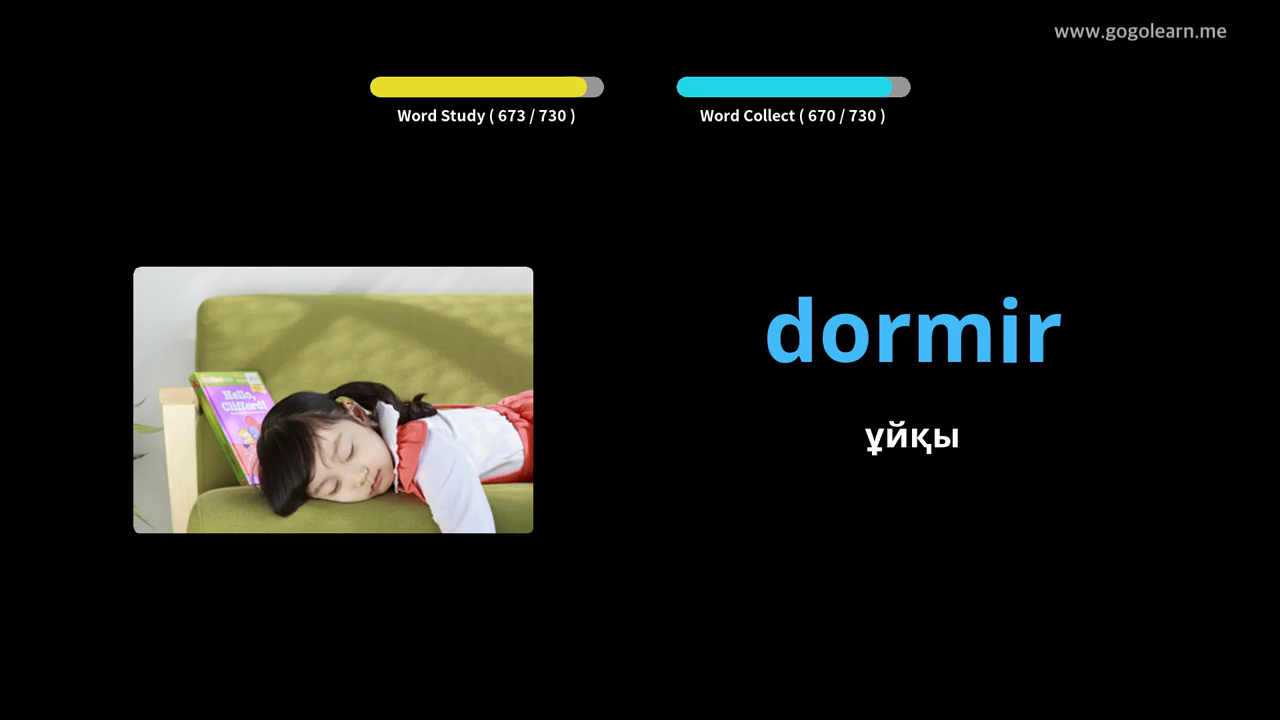 www.gogolearn.me
Word Study ( 673 / 730 )
Word Collect ( 670 / 730 )
dormir
ұйқы
Hello,
Clifford!